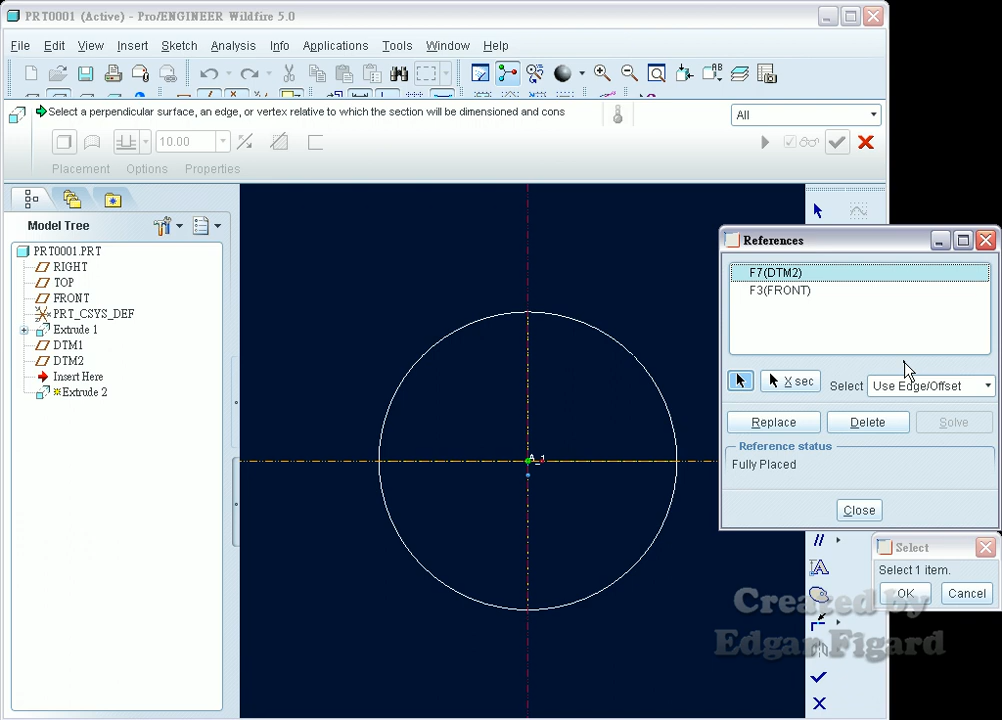 PRT0001 (Active) - Pro/ENGINEER Wildfire 5.0
File Edit View Insert Sketch Analysis Info Applications Tools Window Help
Select a perpendicular surface, an edge, or vertex relative to which the section will be dimensioned and cons
All
10.00
Placement Options Properties
Model Tree
PRT0001.PRT
RIGHT
TOP
FRONT
PRT_CSYS_DEF
Extrude 1
DTM1
DTM2
Insert Here
Extrude 2
A_1
References
F7(DTM2)
F3(FRONT)
X sec
Select Use Edge/Offset
Replace Delete Solve
Reference status
Fully Placed
Close
Select
Select 1 item.
OK Cancel
Created by
Edgar Figard